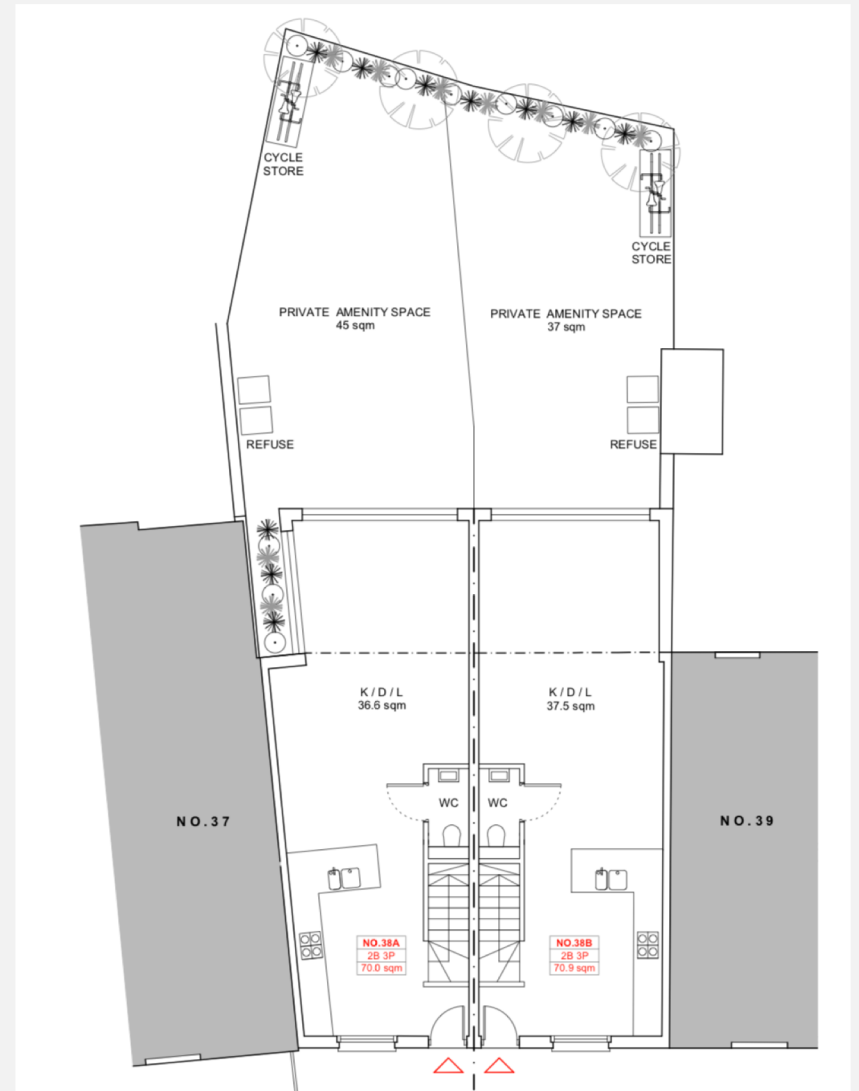 CYCLE
STORE
CYCLE
STORE
PRIVATE AMENITY SPACE
45 sqm
PRIVATE AMENITY SPACE
37 sqm
REFUSE
REFUSE
K / D / L
36.6 sqm
K / D / L
37.5 sqm
WC
WC
NO.37
NO.39
NO.38A
2B 3P
70.0 sqm
NO.38B
2B 3P
70.9 sqm